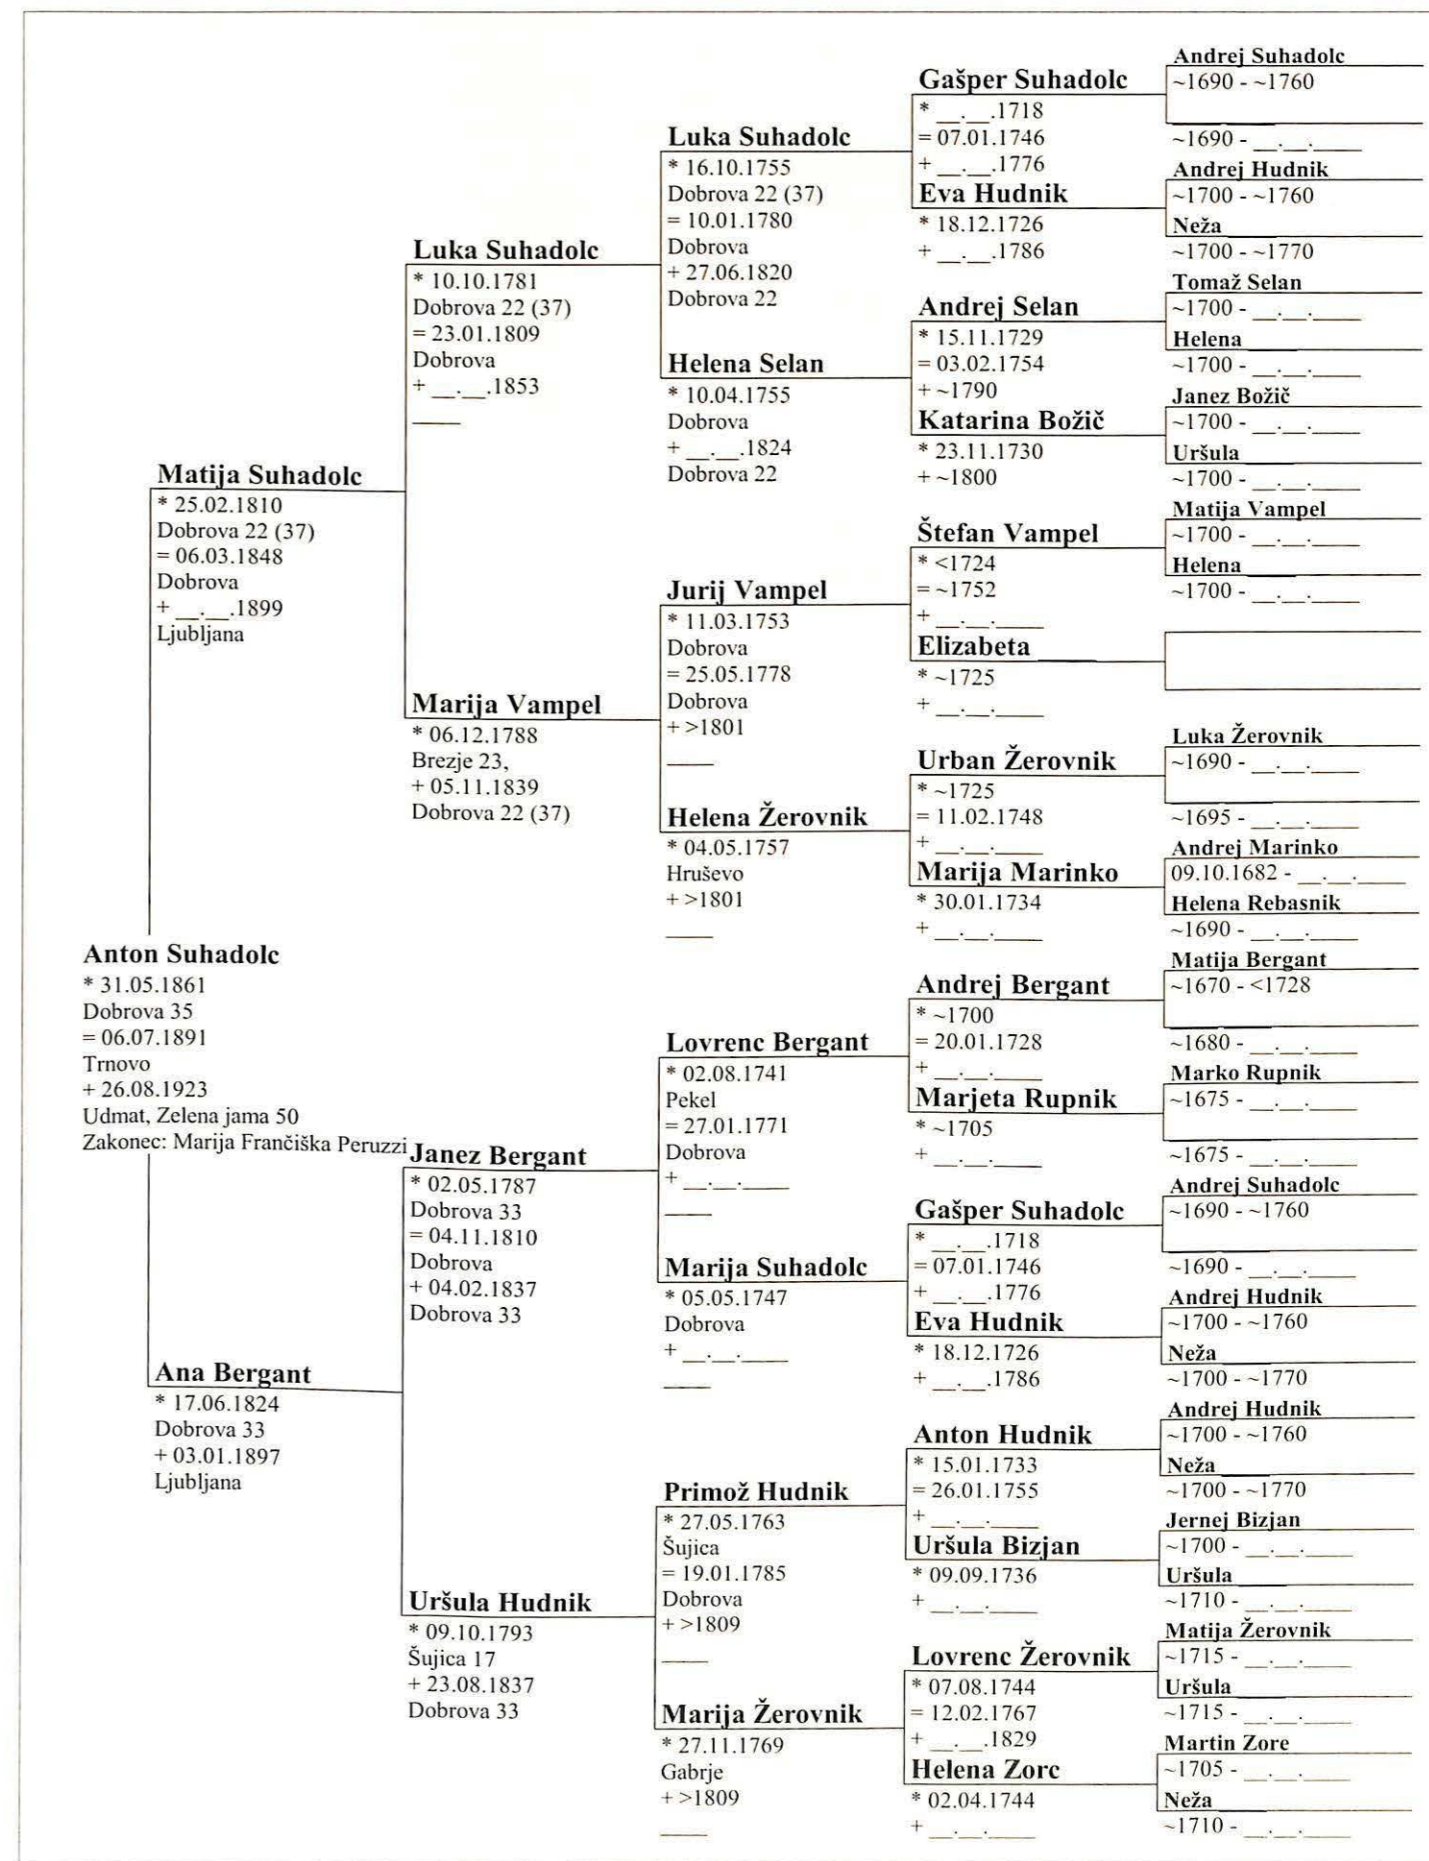 Anton Suhadolc
* 31.05.1861
Dobrova 35
= 06.07.1891
Trnovo
+ 26.08.1923
Udmat, Zelena jama 50
Zakonec: Marija Frančiška Peruzzi
Matija Suhadolc
* 25.02.1810
Dobrova 22 (37)
= 06.03.1848
Dobrova
+ __.__.1899
Ljubljana
Ana Bergant
* 17.06.1824
Dobrova 33
+ 03.01.1897
Ljubljana
Luka Suhadolc
* 10.10.1781
Dobrova 22 (37)
= 23.01.1809
Dobrova
+ __.__.1853
____
Marija Vampel
* 06.12.1788
Brezje 23,
+ 05.11.1839
Dobrova 22 (37)
Janez Bergant
* 02.05.1787
Dobrova 33
= 04.11.1810
Dobrova
+ 04.02.1837
Dobrova 33
Uršula Hudnik
* 09.10.1793
Šujica 17
+ 23.08.1837
Dobrova 33
Luka Suhadolc
* 16.10.1755
Dobrova 22 (37)
= 10.01.1780
Dobrova
+ 27.06.1820
Dobrova 22
Helena Selan
* 10.04.1755
Dobrova
+ __.__.1824
Dobrova 22
Jurij Vampel
* 11.03.1753
Dobrova
= 25.05.1778
Dobrova
+ >1801
____
Helena Žerovnik
* 04.05.1757
Hruševo
+ >1801
____
Lovrenc Bergant
* 02.08.1741
Pekel
= 27.01.1771
Dobrova
+ __.__.____
____
Marija Suhadolc
* 05.05.1747
Dobrova
+ __.__.____
____
Primož Hudnik
* 27.05.1763
Šujica
= 19.01.1785
Dobrova
+ >1809
____
Marija Žerovnik
* 27.11.1769
Gabrje
+ >1809
____
Gašper Suhadolc
* __.__.1718
= 07.01.1746
+ __.__.1776
Eva Hudnik
* 18.12.1726
+ __.__.1786
Andrej Selan
* 15.11.1729
= 03.02.1754
+ ~1790
Katarina Božič
* 23.11.1730
+ ~1800
Štefan Vampel
* <1724
= ~1752
+ __.__.____
Elizabeta ______
* ~1725
+ __.__.____
Urban Žerovnik
* ~1725
= 11.02.1748
+ __.__.____
Marija Marinko
* 30.01.1734
+ __.__.____
Andrej Bergant
* ~1700
= 20.01.1728
+ __.__.____
Marjeta Rupnik
* ~1705
+ __.__.____
Gašper Suhadolc
* __.__.1718
= 07.01.1746
+ __.__.1776
Eva Hudnik
* 18.12.1726
+ __.__.1786
Anton Hudnik
* 15.01.1733
= 26.01.1755
+ __.__.____
Uršula Bizjan
* 09.09.1736
+ __.__.____
Lovrenc Žerovnik
* 07.08.1744
= 12.02.1767
+ __.__.1829
Helena Zorc
* 02.04.1744
+ __.__.____
Andrej Suhadolc
~1690 - ~1760
~1690 - __.__.____
Andrej Hudnik
~1700 - ~1760
Neža
~1700 - ~1770
Tomaž Selan
~1700 - __.__.____
Helena
~1700 - __.__.____
Janez Božič
~1700 - __.__.____
Uršula
~1700 - __.__.____
Matija Vampel
~1700 - __.__.____
Helena
~1700 - __.__.____
Luka Žerovnik
~1690 - __.__.____
~1695 - __.__.____
Andrej Marinko
09.10.1682 - __.__.____
Helena Rebasnik
~1690 - __.__.____
Matija Bergant
~1670 - <1728
~1680 - __.__.____
Marko Rupnik
~1675 - __.__.____
~1675 - __.__.____
Andrej Suhadolc
~1690 - ~1760
~1690 - __.__.____
Andrej Hudnik
~1700 - ~1760
Neža
~1700 - ~1770
Andrej Hudnik
~1700 - ~1760
Neža
~1700 - ~1770
Jernej Bizjan
~1700 - __.__.____
Uršula
~1710 - __.__.____
Matija Žerovnik
~1715 - __.__.____
Uršula
~1715 - __.__.____
Martin Zore
~1705 - __.__.____
Neža
~1710 - __.__.____